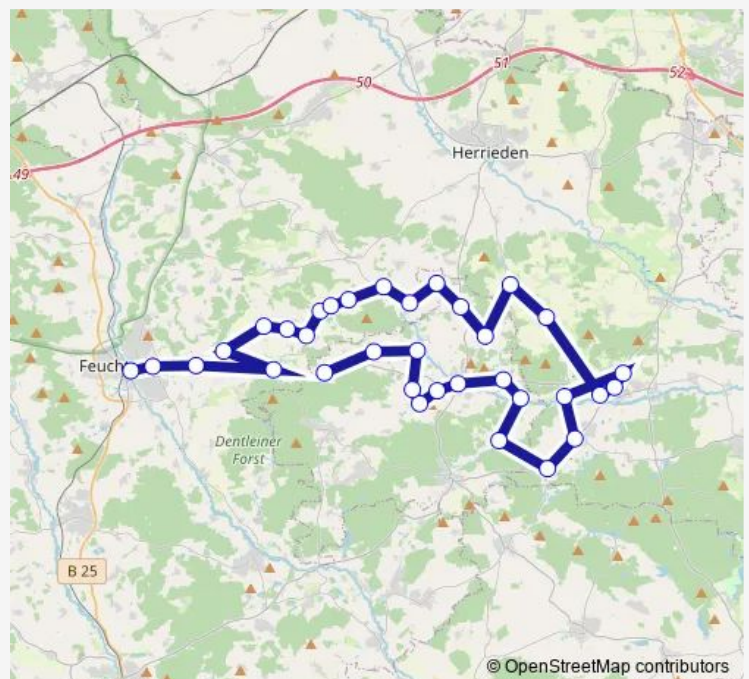 51
50
52
Herrieden
49
Feuch
Dentleiner
Forst
B 25
© OpenStreetMap contributors